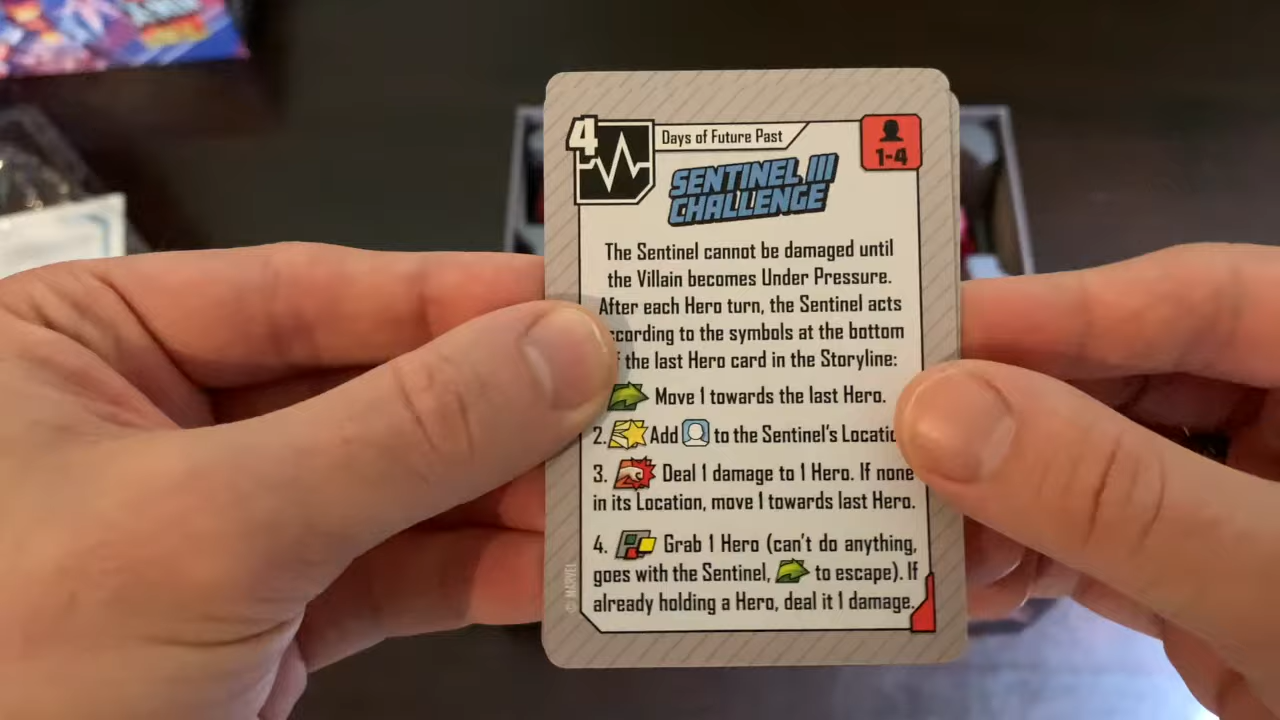 4
Days of Future Past
1-4
SENTINEL III
CHALLENGE
The Sentinel cannot be damaged until
the Villain becomes Under Pressure.
After each Hero turn, the Sentinel acts
to the symbols at the bottom
the last Hero card in the Storyline:
Move 1 towards the last Hero.
2. Add to the Sentinel's
3. Deal 1 damage to 1 Hero. If none
in its Location, move 1 towards last Hero.
4. Grab 1 Hero (can't do anything,
goes with the Sentinel, to escape). If
already holding a Hero, deal it 1 damage.
© MARVEL